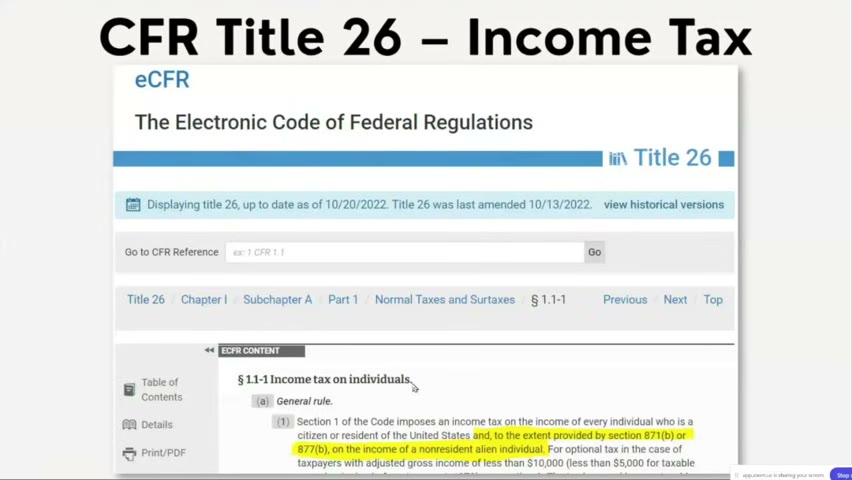 CFR Title 26 – Income Tax
eCFR
The Electronic Code of Federal Regulations
Title 26
Displaying title 26, up to date as of 10/20/2022. Title 26 was last amended 10/13/2022. view historical versions
Go to CFR Reference ex: 1 CFR 1.1 Go
Title 26 / Chapter I / Subchapter A / Part 1 / Normal Taxes and Surtaxes / § 1.1-1 Previous / Next / Top
ECFR CONTENT
Table of
Contents
Details
Print/PDF
§ 1.1-1 Income tax on individuals.
(a) General rule.
(1) Section 1 of the Code imposes an income tax on the income of every individual who is a
citizen or resident of the United States and, to the extent provided by section 871(b) or
877(b), on the income of a nonresident alien individual. For optional tax in the case of
taxpayers with adjusted gross income of less than $10,000 (less than $5,000 for taxable
is sharing your screen.
Stop